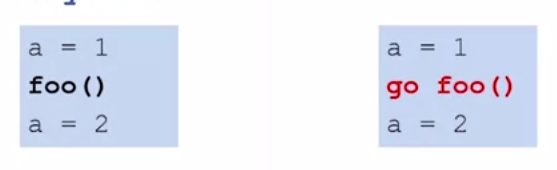 a = 1
foo()
a = 2
a = 1
go foo()
a = 2